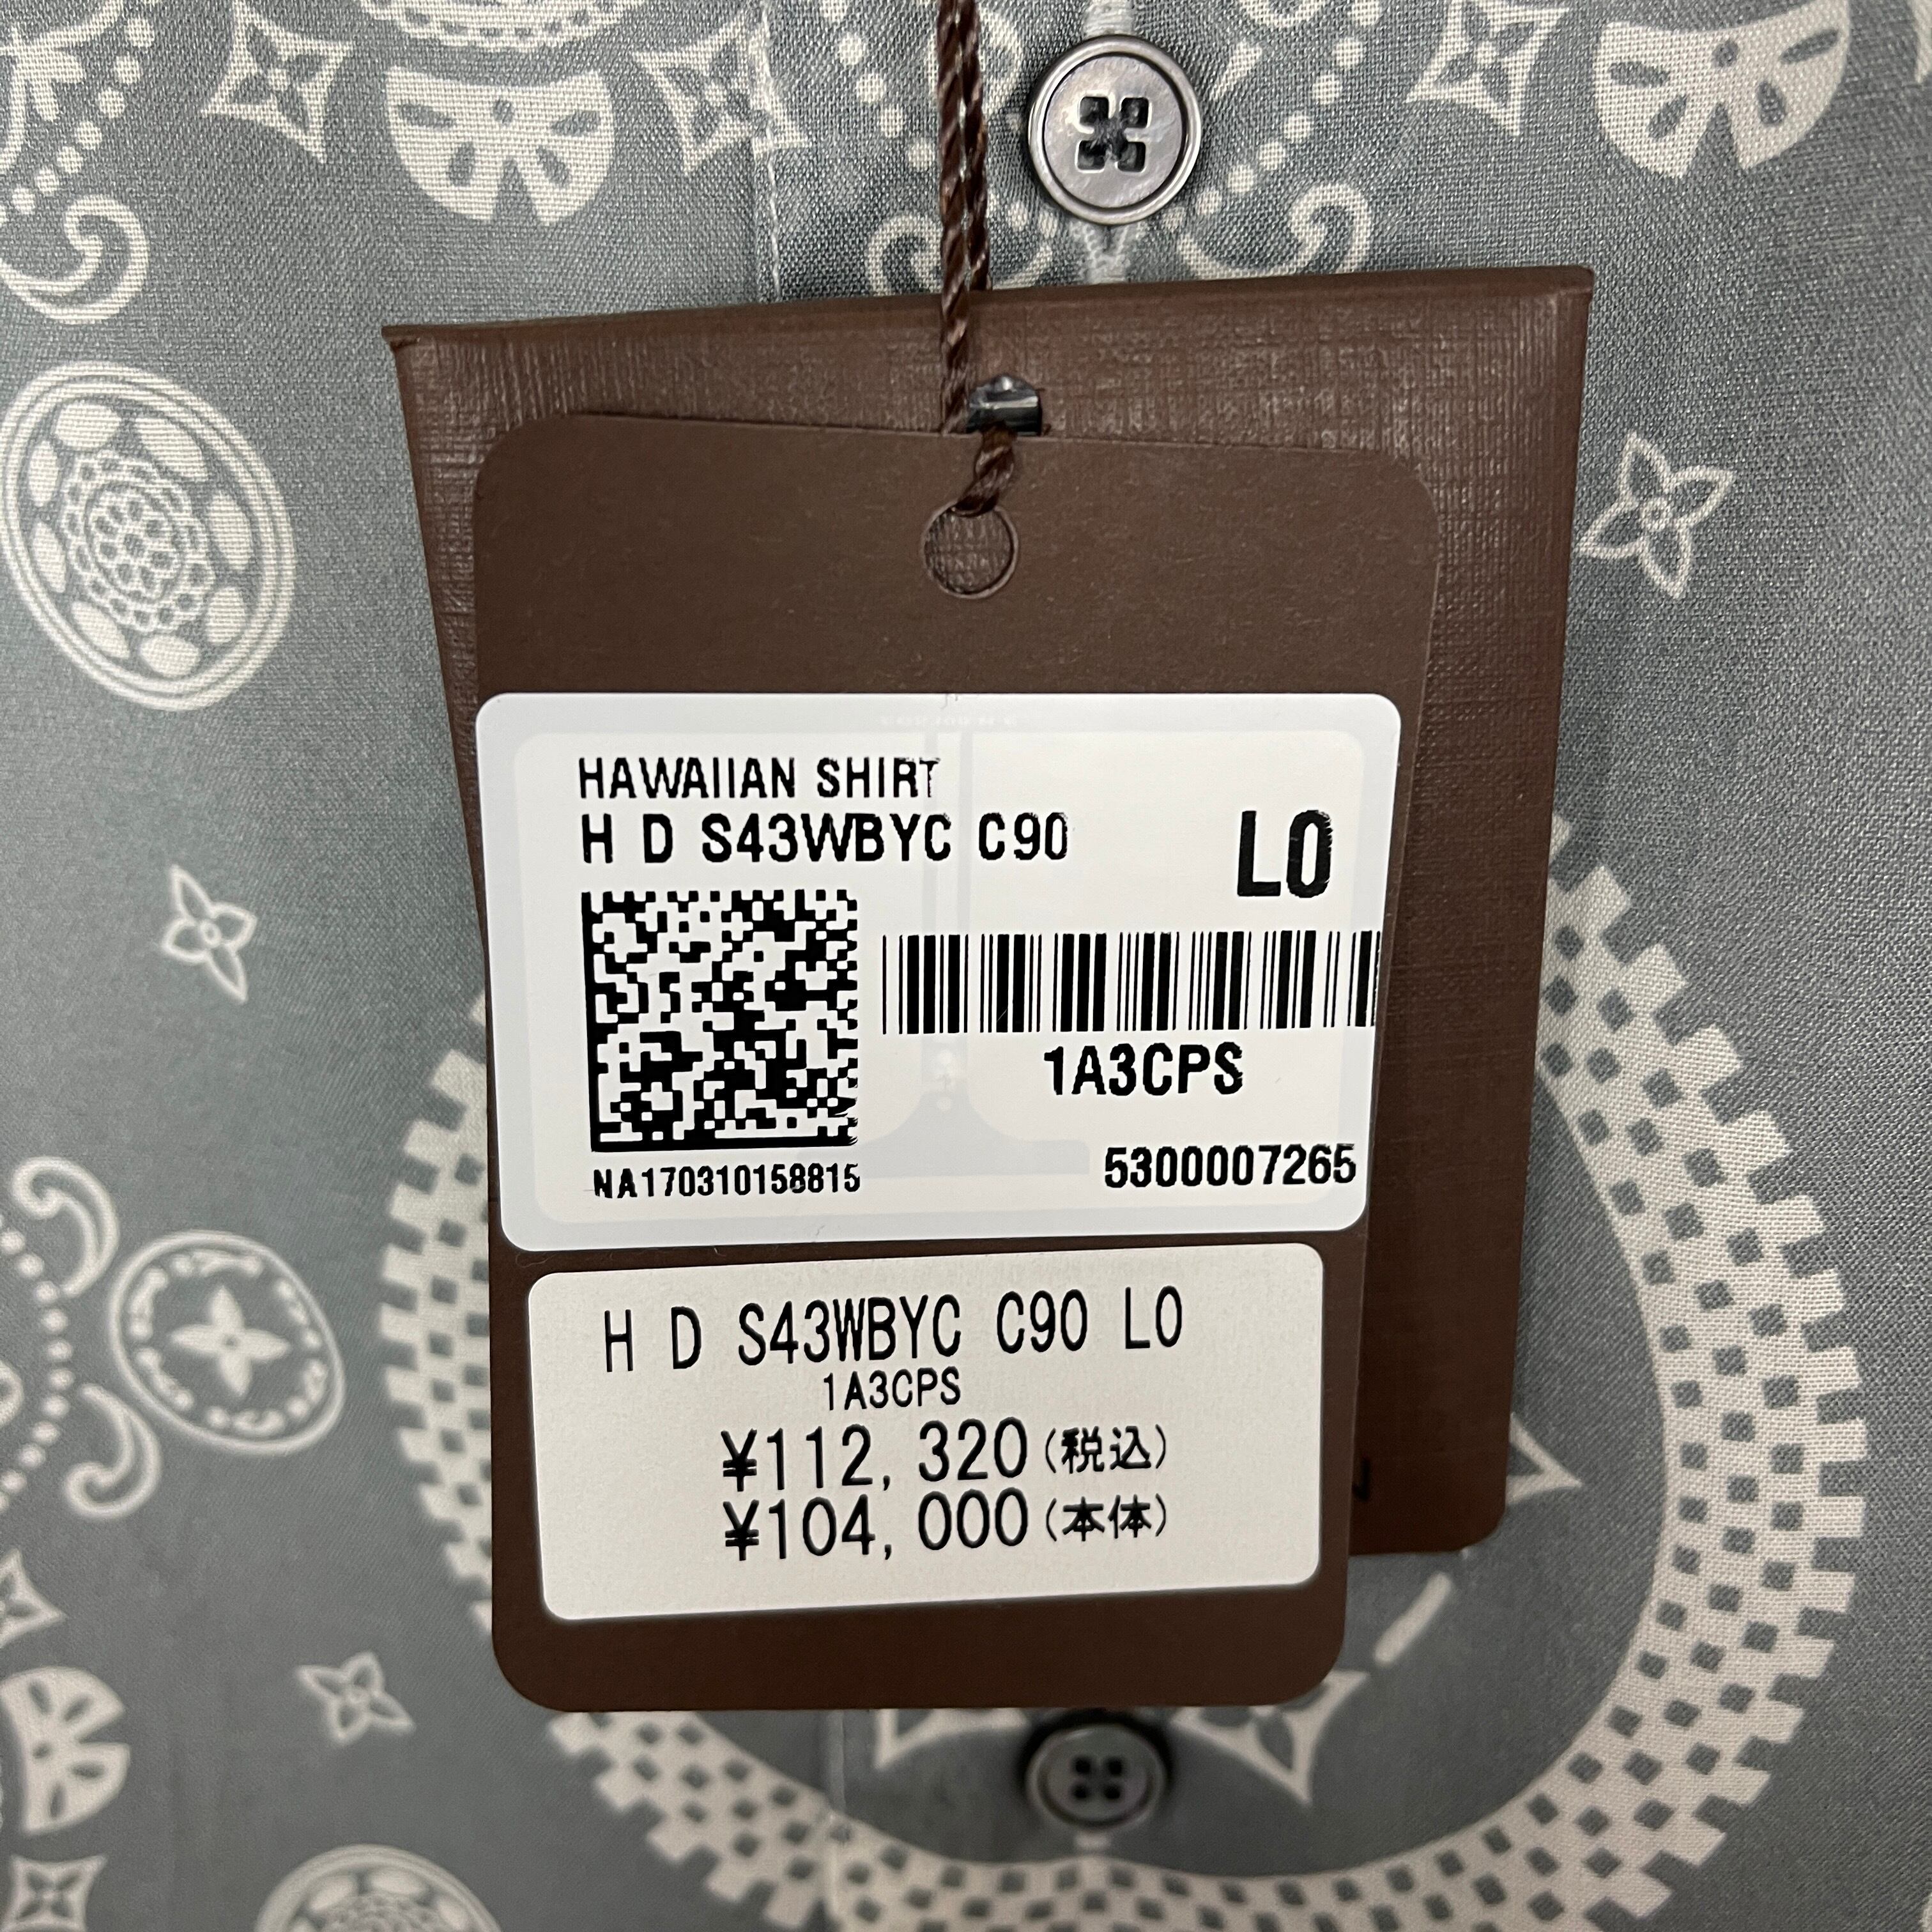 HAWAIIAN SHIRT
H D S43WBYC C90
L0
1A3CPS
NA170310158815
5300007265
H D S43WBYC C90 L0
1A3CPS
¥112,320(税込)
¥104,000(本体)